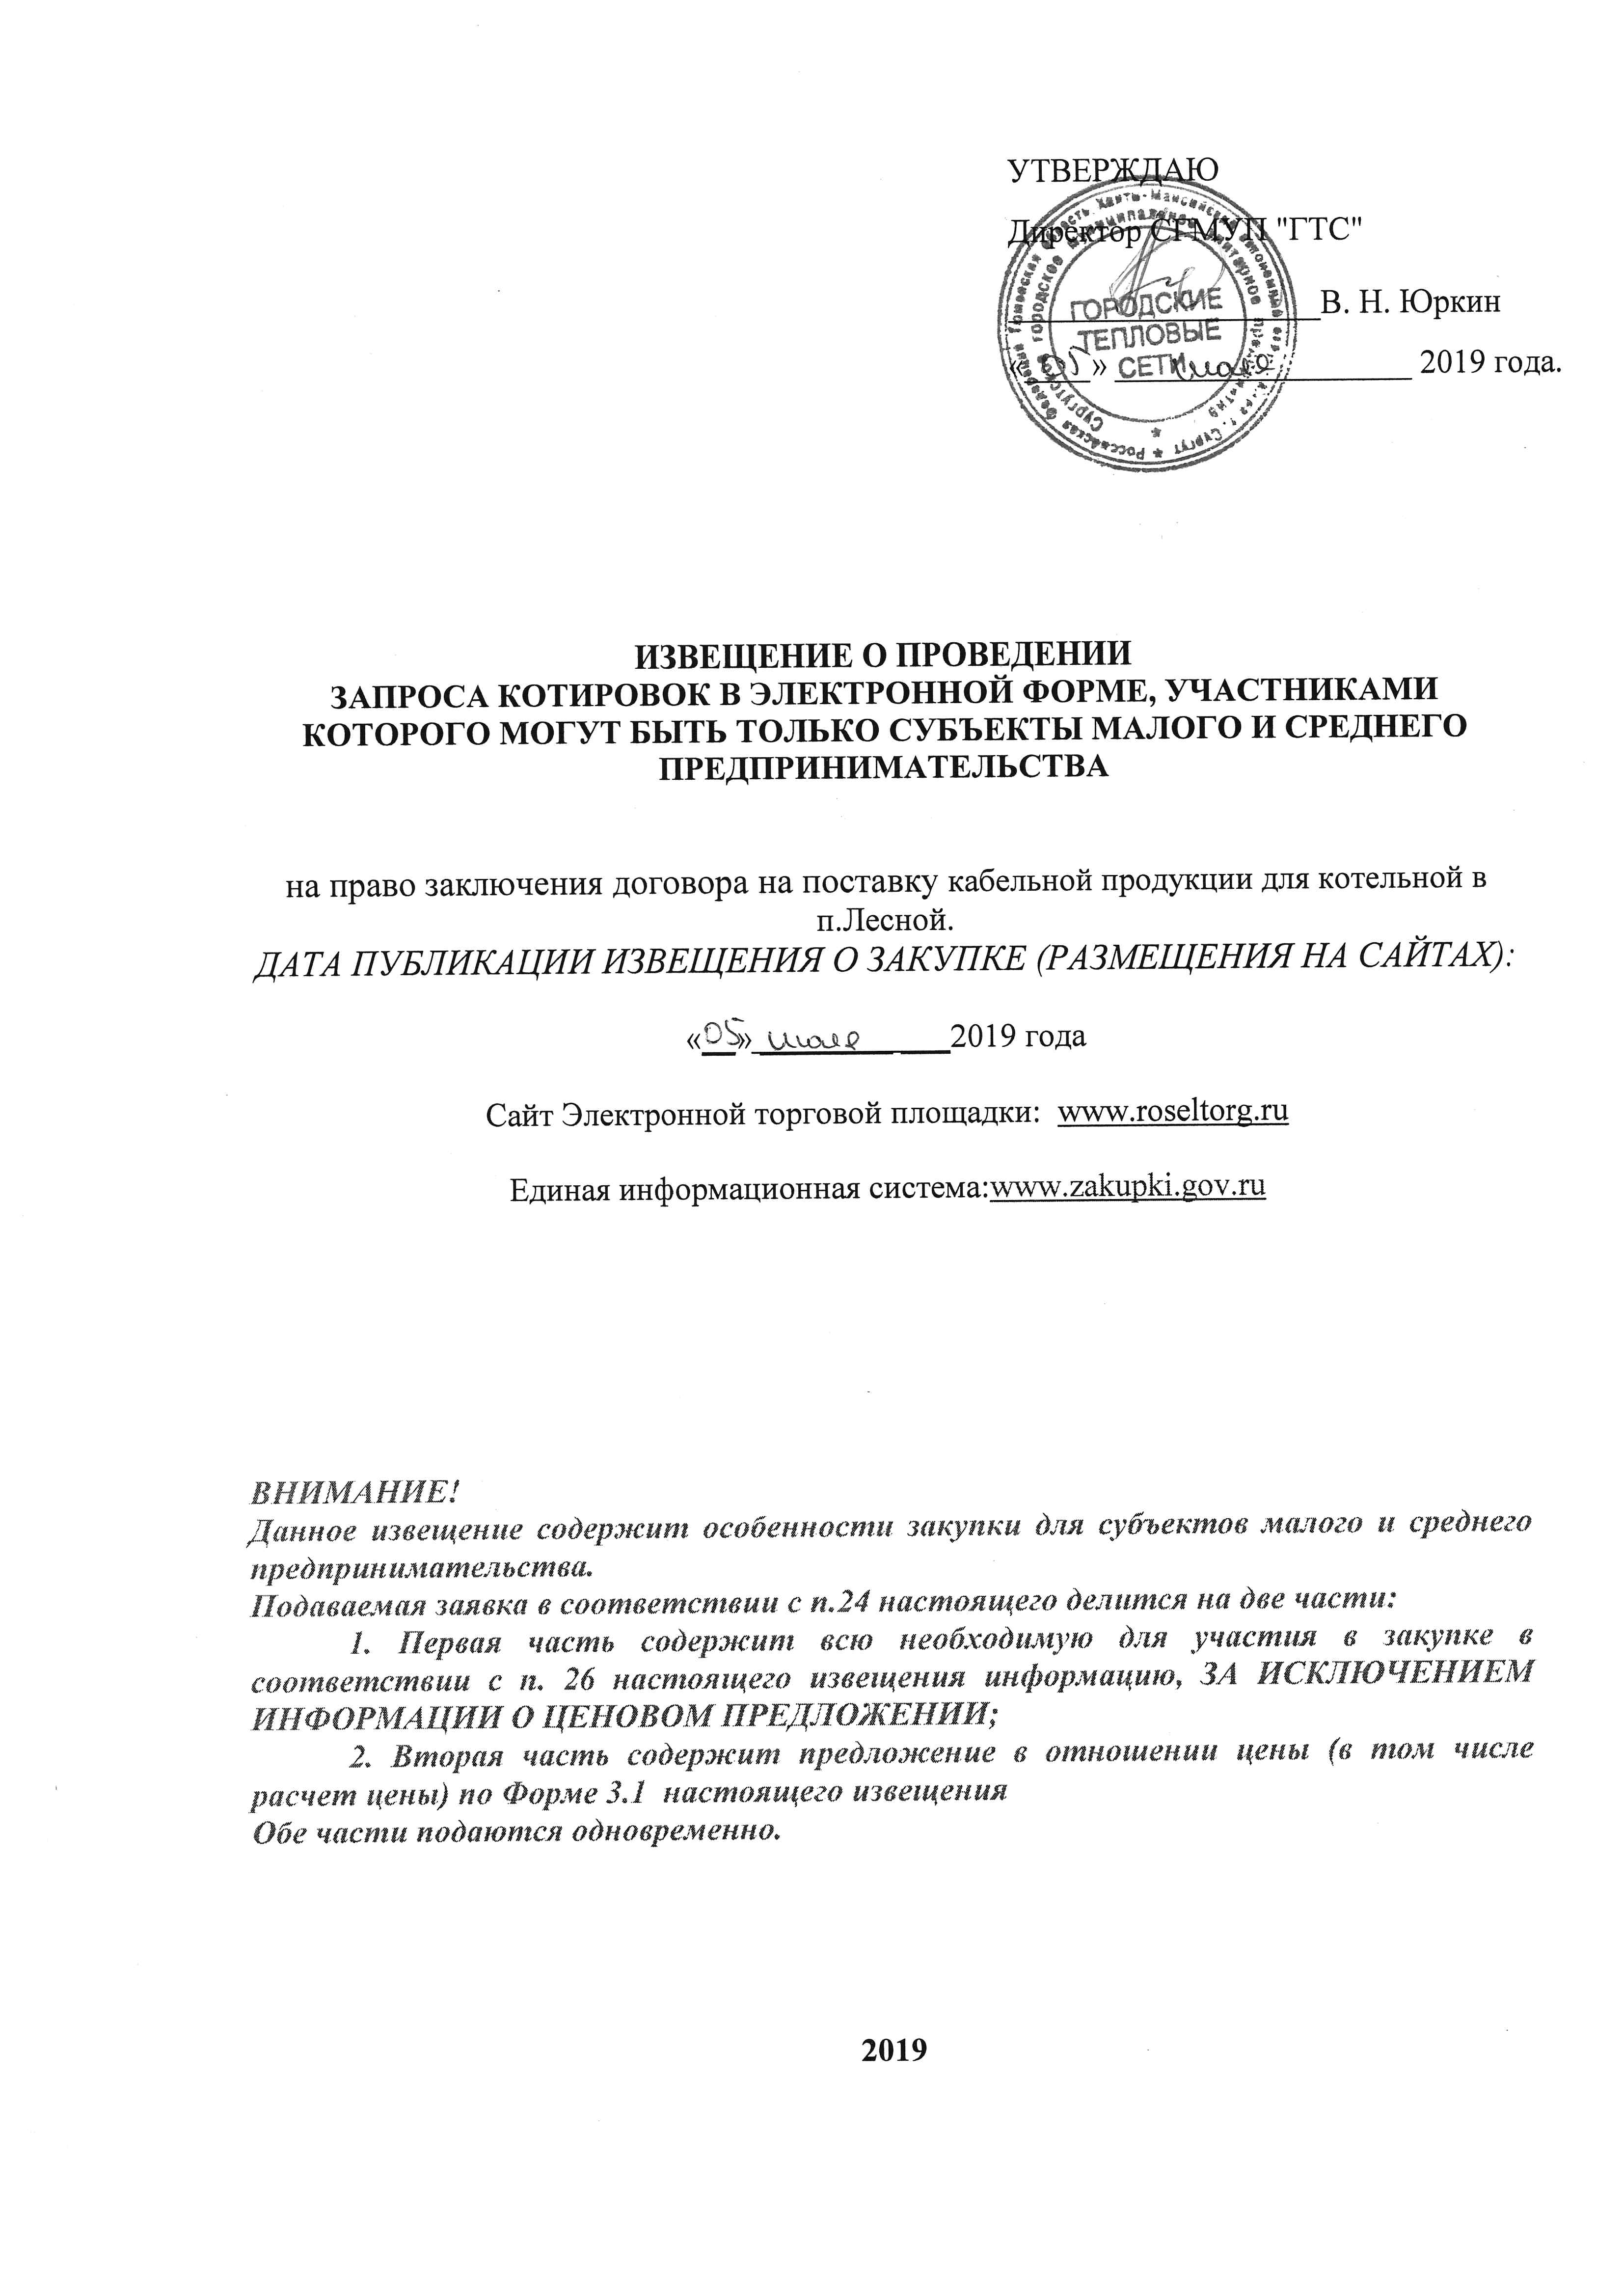 УТВЕРЖДАЮ
Директор СГМУП "ГТС"
В. Н. Юркин
« 05 » июля 2019 года.
ГОРОДСКИЕ
ТЕПЛОВЫЕ
СЕТИ
ИЗВЕЩЕНИЕ О ПРОВЕДЕНИИ
ЗАПРОСА КОТИРОВОК В ЭЛЕКТРОННОЙ ФОРМЕ, УЧАСТНИКАМИ
КОТОРОГО МОГУТ БЫТЬ ТОЛЬКО СУБЪЕКТЫ МАЛОГО И СРЕДНЕГО
ПРЕДПРИНИМАТЕЛЬСТВА
на право заключения договора на поставку кабельной продукции для котельной в
п.Лесной.
ДАТА ПУБЛИКАЦИИ ИЗВЕЩЕНИЯ О ЗАКУПКЕ (РАЗМЕЩЕНИЯ НА САЙТАХ):
«05» июля 2019 года
Сайт Электронной торговой площадки: www.roseltorg.ru
Единая информационная система:www.zakupki.gov.ru
ВНИМАНИЕ!
Данное извещение содержит особенности закупки для субъектов малого и среднего
предпринимательства.
Подаваемая заявка в соответствии с п.24 настоящего делится на две части:
1. Первая часть содержит всю необходимую для участия в закупке в
соответствии с п. 26 настоящего извещения информацию, ЗА ИСКЛЮЧЕНИЕМ
ИНФОРМАЦИИ О ЦЕНОВОМ ПРЕДЛОЖЕНИИ;
2. Вторая часть содержит предложение в отношении цены (в том числе
расчет цены) по Форме 3.1 настоящего извещения
Обе части подаются одновременно.
2019